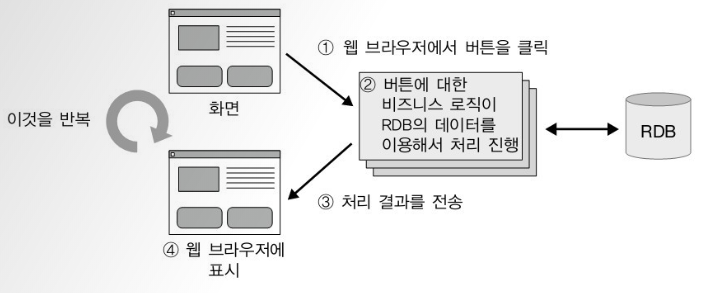 ① 웹 브라우저에서 버튼을 클릭
② 버튼에 대한
비즈니스 로직이
RDB의 데이터를
이용해서 처리 진행
화면
이것을 반복
RDB
③ 처리 결과를 전송
④ 웹 브라우저에
표시